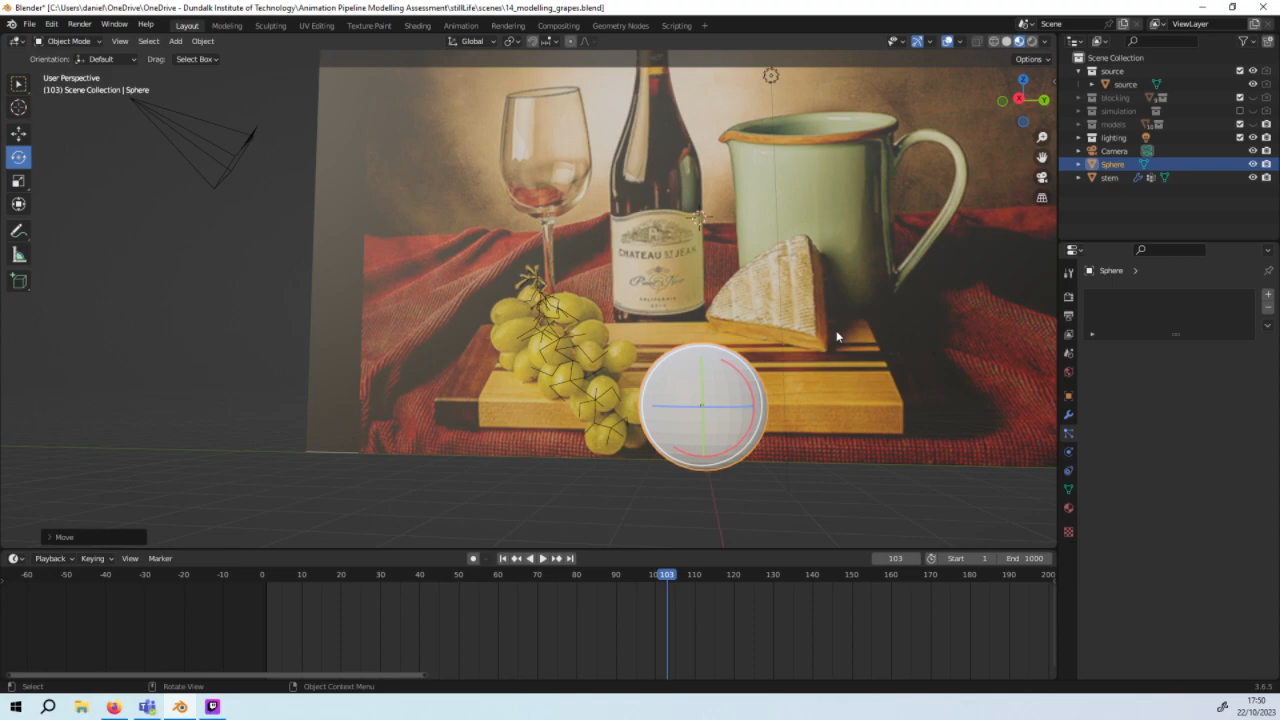 Blender* [C:\Users\daniel\OneDrive\OneDrive - Dundalk Institute of Technology\Animation Pipeline Modelling Assessment\stillLife\scenes\14_modelling_grapes.blend]
File Edit Render Window Help Layout Modeling Sculpting UV Editing Texture Paint Shading Animation Rendering Compositing Geometry Nodes Scripting + Scene ViewLayer
Object Mode View Select Add Object Global
Orientation: Default Drag: Select Box Options
User Perspective
(103) Scene Collection | Sphere
X
Y
Z
CHATEAU ST JEAN
Pinot Noir
CALIFORNIA
Scene Collection
source
source
blocking
simulation
models
lighting
Camera
Sphere
stem
Sphere
Move
Playback Keying View Marker 103 Start 1 End 1000
-60 -50 -40 -30 -20 -10 0 10 20 30 40 50 60 70 80 90 103 110 120 130 140 150 160 170 180 190 200
Select Rotate View Object Context Menu 3.6.5
17:50
22/10/2023